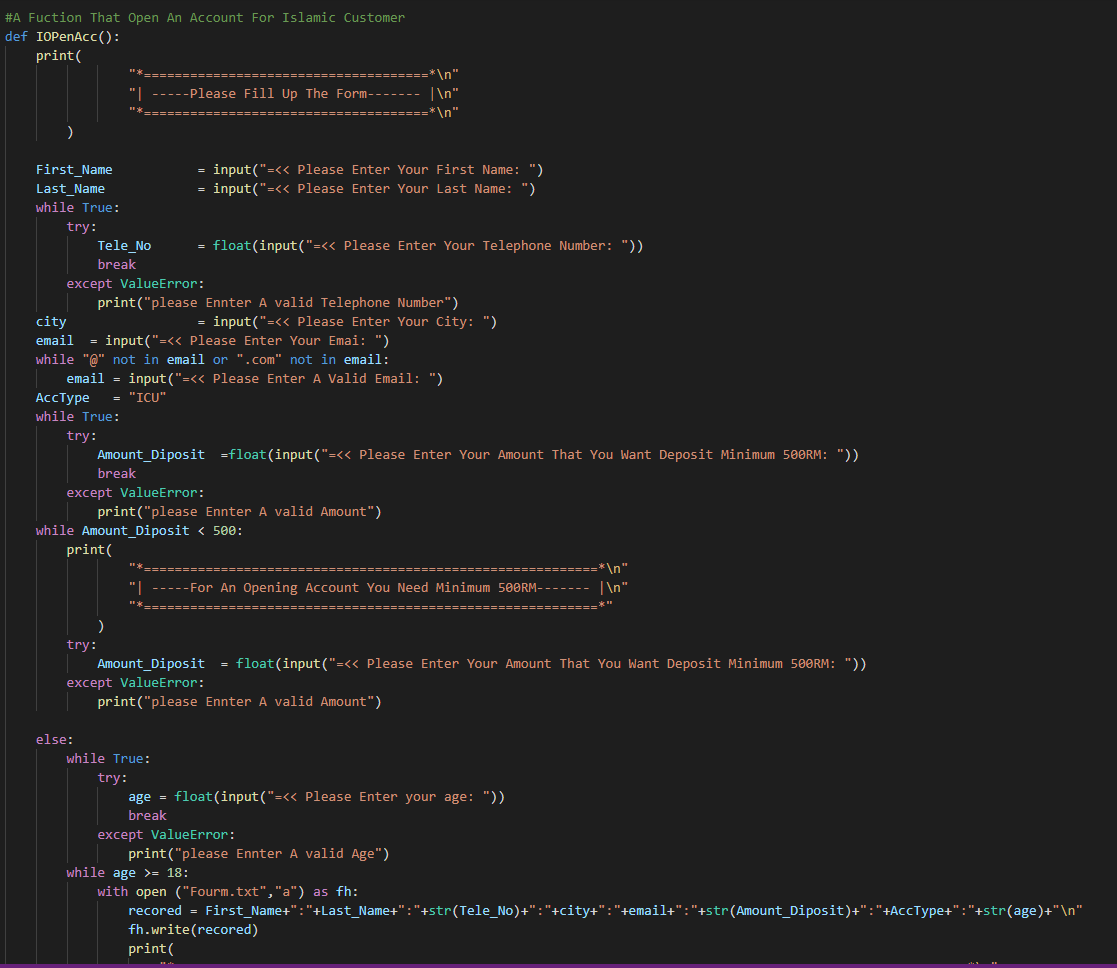 #A Fuction That Open An Account For Islamic Customer
def IOPenAcc():
    print(
            "*=====================================*\n"
            "| -----Please Fill Up The Form------- |\n"
            "*=====================================*\n"
        )
    First_Name           = input("=<< Please Enter Your First Name: ")
    Last_Name            = input("=<< Please Enter Your Last Name: ")
    while True:
        try:
            Tele_No      = float(input("=<< Please Enter Your Telephone Number: "))
            break
        except ValueError:
            print("please Ennter A valid Telephone Number")
    city                 = input("=<< Please Enter Your City: ")
    email  = input("=<< Please Enter Your Emai: ")
    while "@" not in email or ".com" not in email:
        email = input("=<< Please Enter A Valid Email: ")
    AccType   = "ICU"
    while True:
        try:
            Amount_Diposit  =float(input("=<< Please Enter Your Amount That You Want Deposit Minimum 500RM: "))
            break
        except ValueError:
            print("please Ennter A valid Amount")
    while Amount_Diposit < 500:
        print(
                "*===========================================================*\n"
                "| -----For An Opening Account You Need Minimum 500RM------- |\n"
                "*===========================================================*"
            )
        try:
            Amount_Diposit  = float(input("=<< Please Enter Your Amount That You Want Deposit Minimum 500RM: "))
        except ValueError:
            print("please Ennter A valid Amount")
    else:
        while True:
            try:
                age = float(input("=<< Please Enter your age: "))
                break
            except ValueError:
                print("please Ennter A valid Age")
        while age >= 18:
            with open ("Fourm.txt","a") as fh:
                recored = First_Name+":"+Last_Name+":"+str(Tele_No)+":"+city+":"+email+":"+str(Amount_Diposit)+":"+AccType+":"+str(age)+"\n"
                fh.write(recored)
                print(